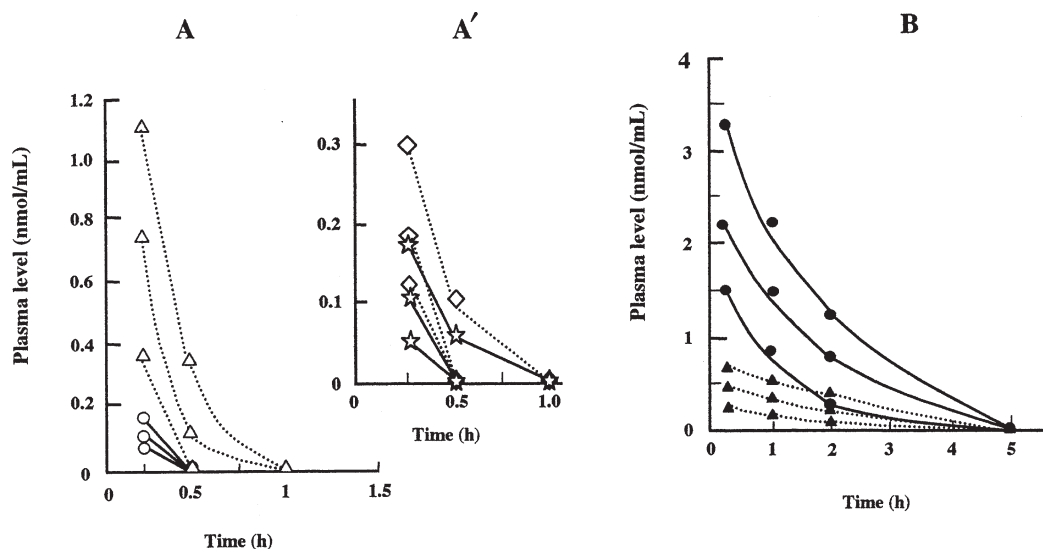 A
Plasma level (nmol/mL)
1.2
1.0
0.8
0.6
0.4
0.2
0
0 0.5 1 1.5
Time (h)
A′
0.3
0.2
0.1
0
0 0.5 1.0
Time (h)
B
Plasma level (nmol/mL)
4
3
2
1
0
0 1 2 3 4 5
Time (h)